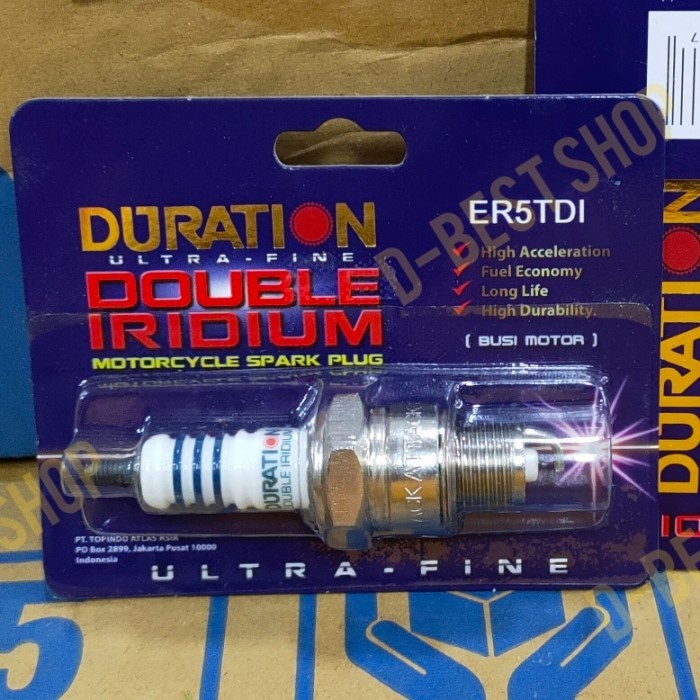 DURATION
ULTRA-FINE
DOUBLE
IRIDIUM
MOTORCYCLE SPARK PLUG
ER5TDI
High Acceleration
Fuel Economy
Long Life
High Durability.
( BUSI MOTOR )
DURATION
DOUBLE IRIDIUM
PT. TOPINDO ATLAS ASIA
PO Box 2899, Jakarta Pusat 10000
Indonesia
ULTRA-FINE
D-BEST SHOP
5